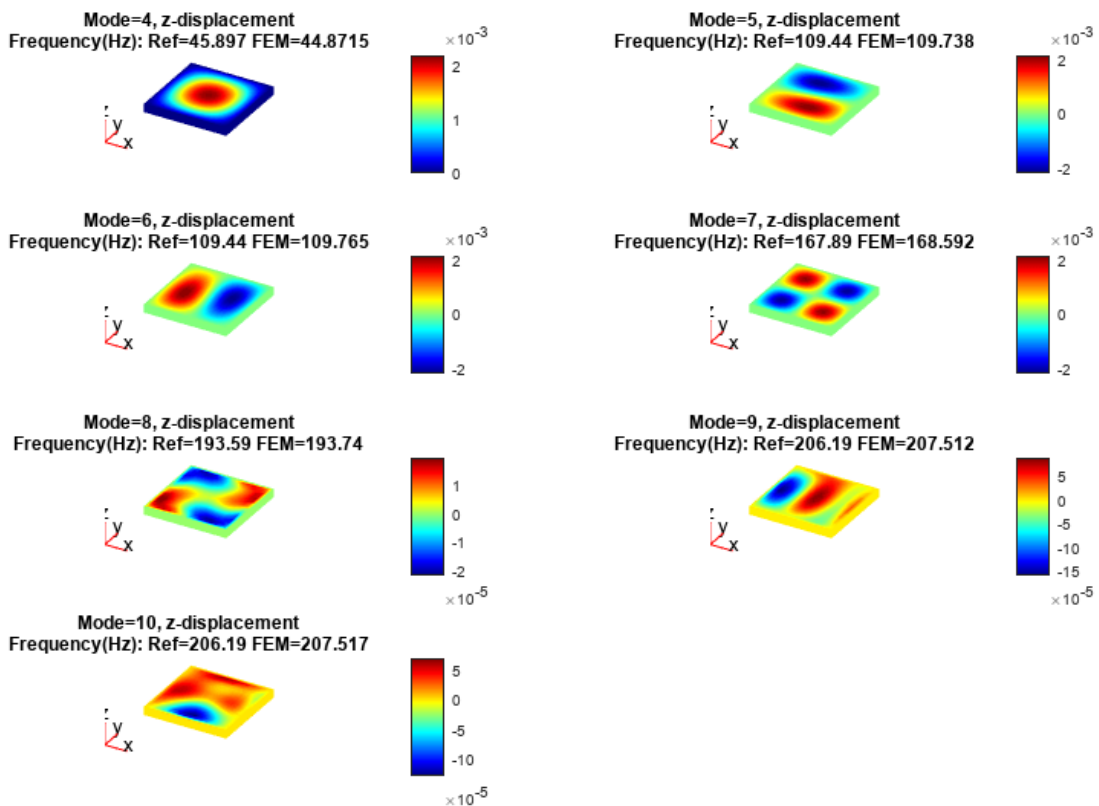 Mode=4, z-displacement
Frequency(Hz): Ref=45.897 FEM=44.8715
×10-3
2
1
0
z
y
x
Mode=5, z-displacement
Frequency(Hz): Ref=109.44 FEM=109.738
×10-3
2
0
-2
z
y
x
Mode=6, z-displacement
Frequency(Hz): Ref=109.44 FEM=109.765
×10-3
2
0
-2
z
y
x
Mode=7, z-displacement
Frequency(Hz): Ref=167.89 FEM=168.592
×10-3
2
0
-2
z
y
x
Mode=8, z-displacement
Frequency(Hz): Ref=193.59 FEM=193.74
1
0
-1
-2
×10-5
z
y
x
Mode=9, z-displacement
Frequency(Hz): Ref=206.19 FEM=207.512
5
0
-5
-10
-15
×10-5
z
y
x
Mode=10, z-displacement
Frequency(Hz): Ref=206.19 FEM=207.517
5
0
-5
-10
×10-5
z
y
x